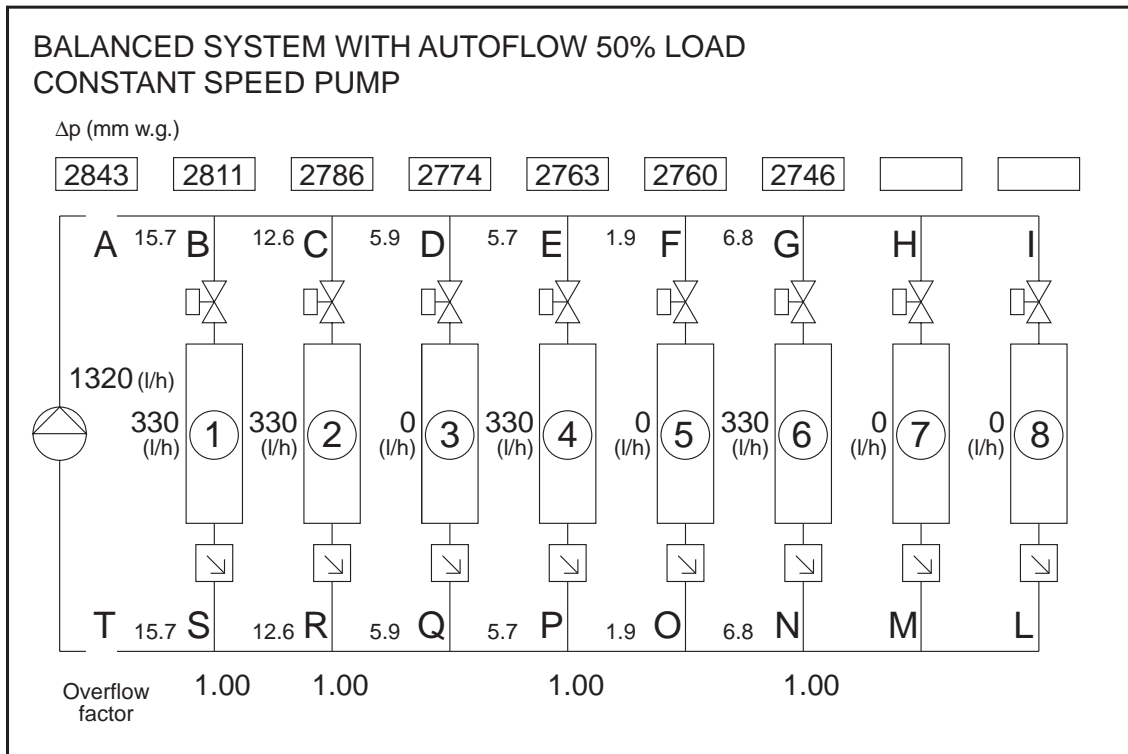 BALANCED SYSTEM WITH AUTOFLOW 50% LOAD
CONSTANT SPEED PUMP
Δp (mm w.g.)
2843 2811 2786 2774 2763 2760 2746
A 15.7 B 12.6 C 5.9 D 5.7 E 1.9 F 6.8 G H I
1320 (l/h)
330 (l/h) 1 330 (l/h) 2 0 (l/h) 3 330 (l/h) 4 0 (l/h) 5 330 (l/h) 6 0 (l/h) 7 0 (l/h) 8
T 15.7 S 12.6 R 5.9 Q 5.7 P 1.9 O 6.8 N M L
Overflow factor 1.00 1.00 1.00 1.00